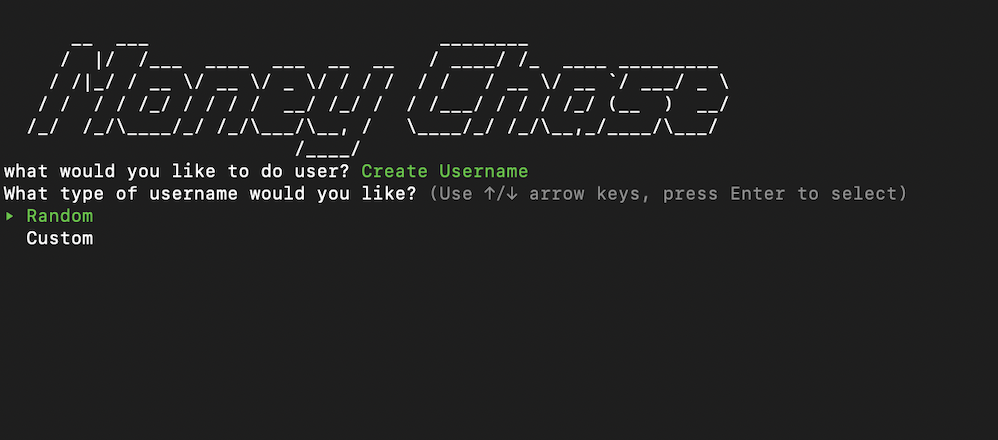 Money Chase
what would you like to do user? Create Username
What type of username would you like? (Use ↑/↓ arrow keys, press Enter to select)
▸ Random
Custom